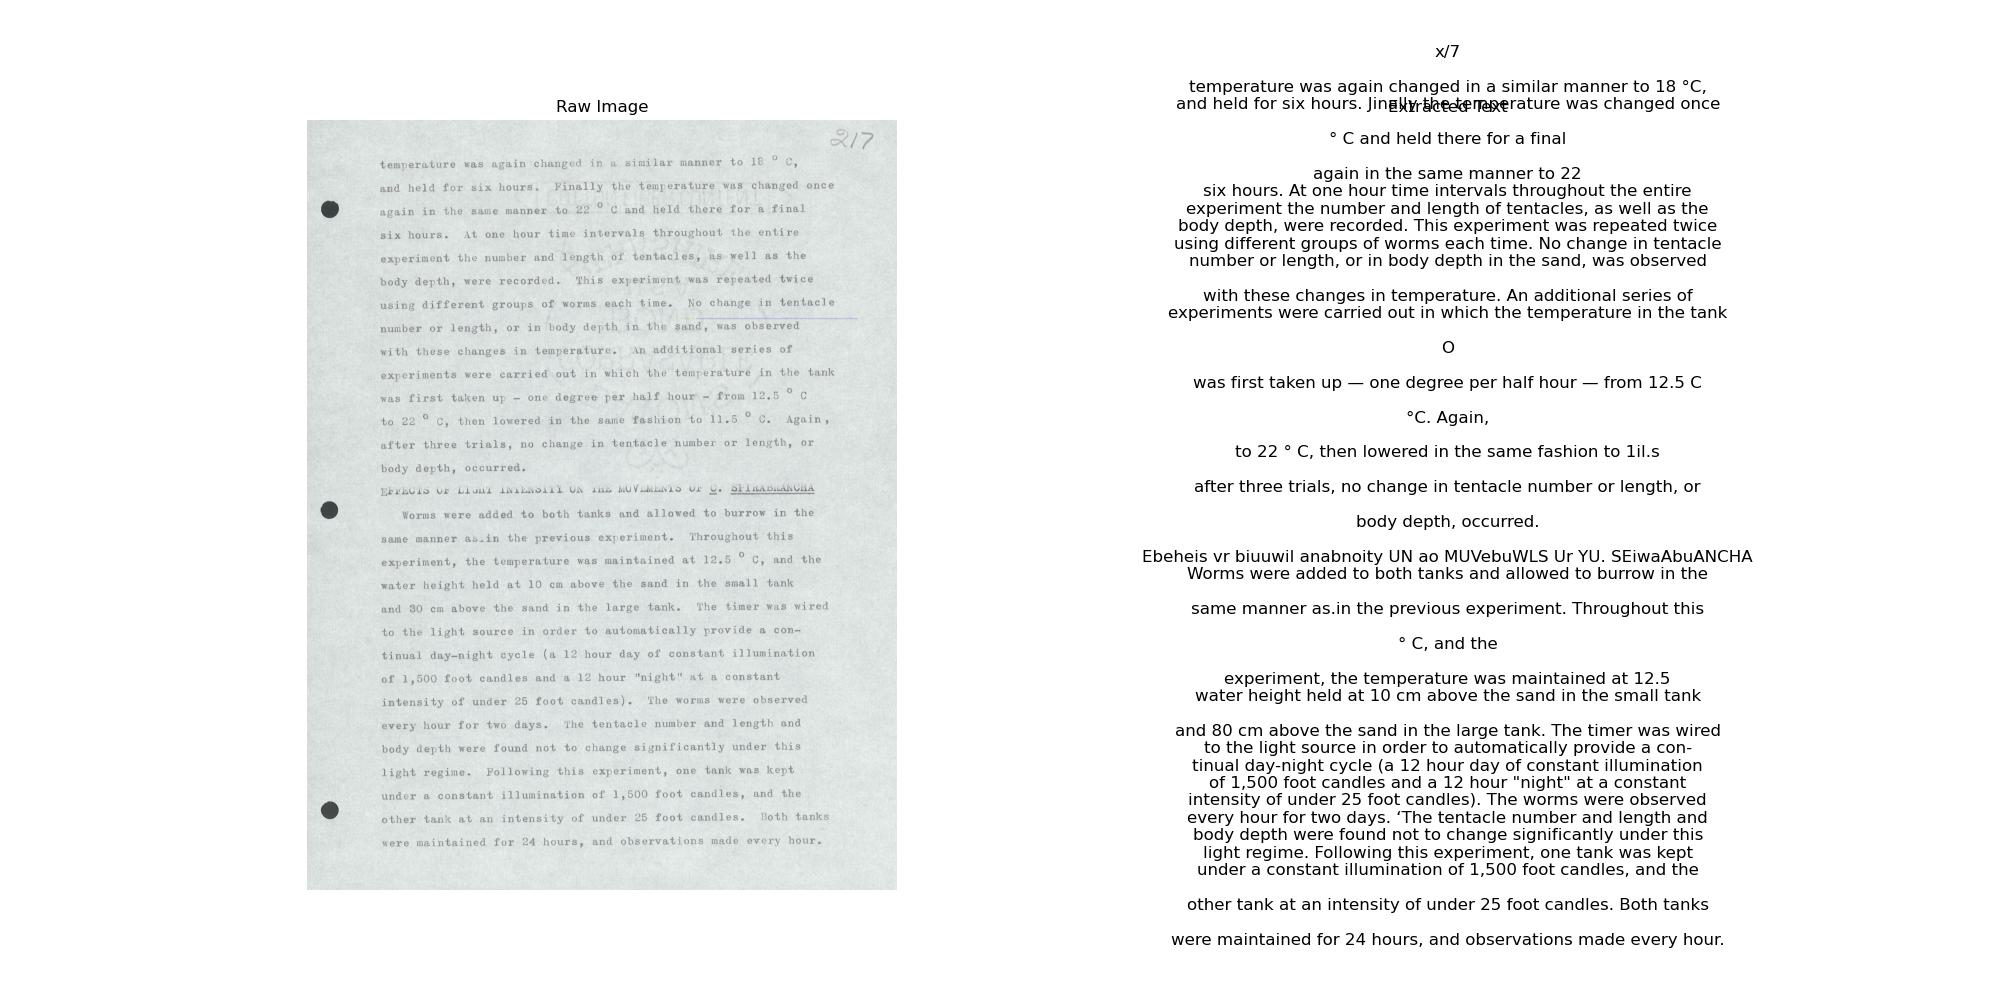 Raw Image
217
temperature was again changed in a similar manner to 18 ° C,
and held for six hours. Finally the temperature was changed once
again in the same manner to 22 ° C and held there for a final
six hours. At one hour time intervals throughout the entire
experiment the number and length of tentacles, as well as the
body depth, were recorded. This experiment was repeated twice
using different groups of worms each time. No change in tentacle
number or length, or in body depth in the sand, was observed
with these changes in temperature. An additional series of
experiments were carried out in which the temperature in the tank
was first taken up - one degree per half hour - from 12.5 ° C
to 22 ° C, then lowered in the same fashion to 11.5 ° C. Again,
after three trials, no change in tentacle number or length, or
body depth, occurred.
EFFECTS OF LIGHT INTENSITY ON THE MOVEMENTS OF C. SPIRABRANCHA
Worms were added to both tanks and allowed to burrow in the
same manner as in the previous experiment. Throughout this
experiment, the temperature was maintained at 12.5 ° C, and the
water height held at 10 cm above the sand in the small tank
and 30 cm above the sand in the large tank. The timer was wired
to the light source in order to automatically provide a con-
tinual day-night cycle (a 12 hour day of constant illumination
of 1,500 foot candles and a 12 hour "night" at a constant
intensity of under 25 foot candles). The worms were observed
every hour for two days. The tentacle number and length and
body depth were found not to change significantly under this
light regime. Following this experiment, one tank was kept
under a constant illumination of 1,500 foot candles, and the
other tank at an intensity of under 25 foot candles. Both tanks
were maintained for 24 hours, and observations made every hour.
x/7
temperature was again changed in a similar manner to 18 °C,
and held for six hours. Jinally the temperature was changed once
Extracted Text
° C and held there for a final
again in the same manner to 22
six hours. At one hour time intervals throughout the entire
experiment the number and length of tentacles, as well as the
body depth, were recorded. This experiment was repeated twice
using different groups of worms each time. No change in tentacle
number or length, or in body depth in the sand, was observed
with these changes in temperature. An additional series of
experiments were carried out in which the temperature in the tank
O
was first taken up — one degree per half hour — from 12.5 C
°C. Again,
to 22 ° C, then lowered in the same fashion to 1il.s
after three trials, no change in tentacle number or length, or
body depth, occurred.
Ebeheis vr biuuwil anabnoity UN ao MUVebuWLS Ur YU. SEiwaAbuANCHA
Worms were added to both tanks and allowed to burrow in the
same manner as.in the previous experiment. Throughout this
° C, and the
experiment, the temperature was maintained at 12.5
water height held at 10 cm above the sand in the small tank
and 80 cm above the sand in the large tank. The timer was wired
to the light source in order to automatically provide a con-
tinual day-night cycle (a 12 hour day of constant illumination
of 1,500 foot candles and a 12 hour "night" at a constant
intensity of under 25 foot candles). The worms were observed
every hour for two days. ‘The tentacle number and length and
body depth were found not to change significantly under this
light regime. Following this experiment, one tank was kept
under a constant illumination of 1,500 foot candles, and the
other tank at an intensity of under 25 foot candles. Both tanks
were maintained for 24 hours, and observations made every hour.